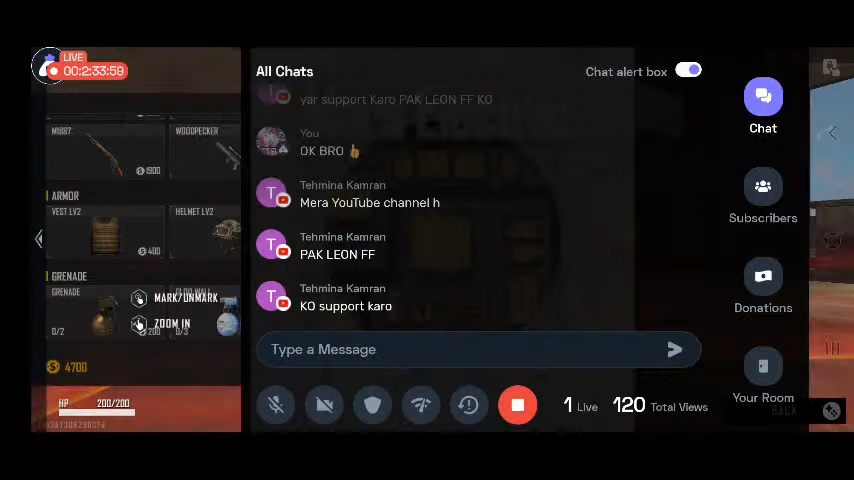 LIVE
00:2:33:59
M1887
WOODPECKER
1900
ARMOR
VEST LV2
HELMET LV2
400
GRENADE
GRENADE
MARK/UNMARK
0/2
200
0/3
ZOOM IN
4700
HP
200/200
All Chats
Chat alert box
yar support Karo PAK LEON FF KO
You
OK BRO 👍
T
Tehmina Kamran
Mera YouTube channel h
T
Tehmina Kamran
PAK LEON FF
T
Tehmina Kamran
KO support karo
Type a Message
1 Live
120 Total Views
Chat
Subscribers
Donations
Your Room
BACK